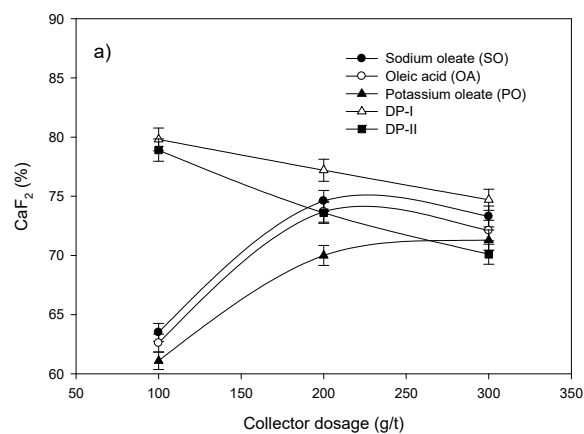 90
a)
Sodium oleate (SO)
85
Oleic acid (OA)
Potassium oleate (PO)
DP-I
80
DP-II
CaF₂ (%)
75
70
65
60
50 100 150 200 250 300 350
Collector dosage (g/t)